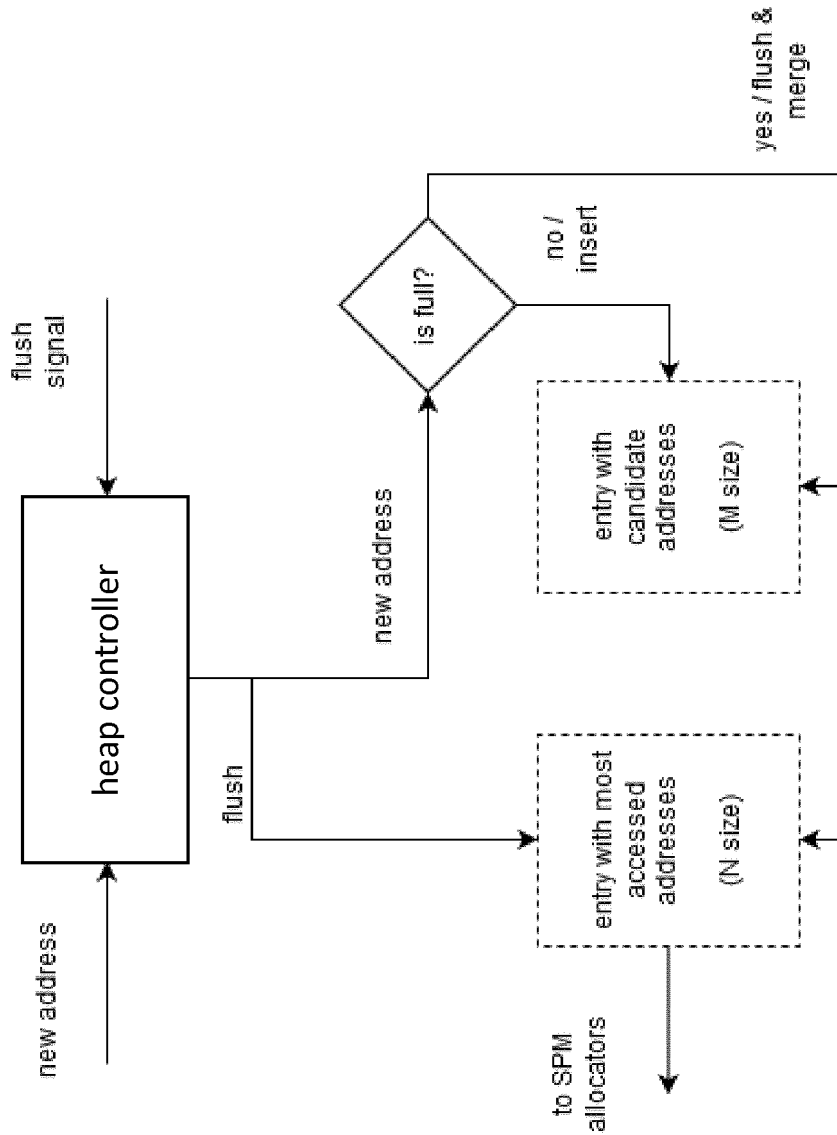 new address
flush
signal
heap controller
flush
new address
is full?
yes / flush &
merge
no /
insert
entry with most
accessed
addresses
(N size)
entry with
candidate
addresses
(M size)
to SPM
allocators